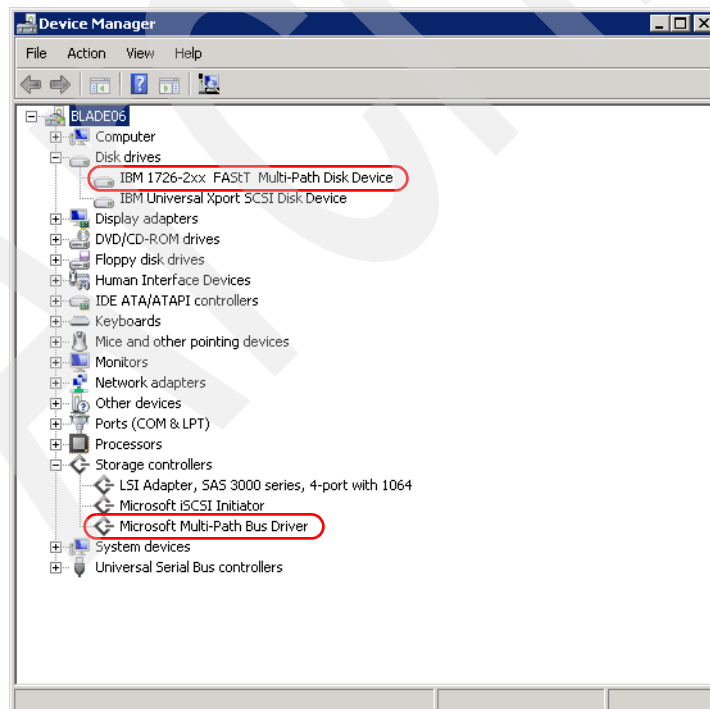 Device Manager
File Action View Help
BLADE06
Computer
Disk drives
IBM 1726-2xx FAStT Multi-Path Disk Device
IBM Universal Xport SCSI Disk Device
Display adapters
DVD/CD-ROM drives
Floppy disk drives
Human Interface Devices
IDE ATA/ATAPI controllers
Keyboards
Mice and other pointing devices
Monitors
Network adapters
Other devices
Ports (COM & LPT)
Processors
Storage controllers
LSI Adapter, SAS 3000 series, 4-port with 1064
Microsoft iSCSI Initiator
Microsoft Multi-Path Bus Driver
System devices
Universal Serial Bus controllers